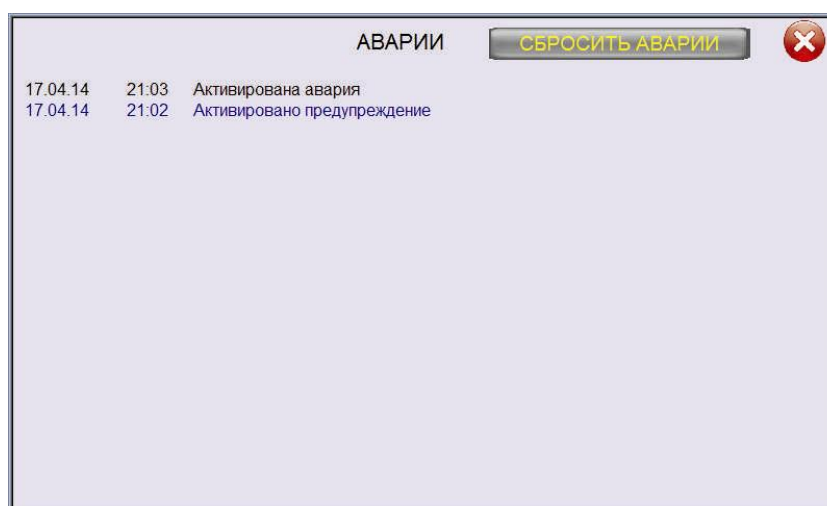 АВАРИИ СБРОСИТЬ АВАРИИ
17.04.14 21:03 Активирована авария
17.04.14 21:02 Активировано предупреждение